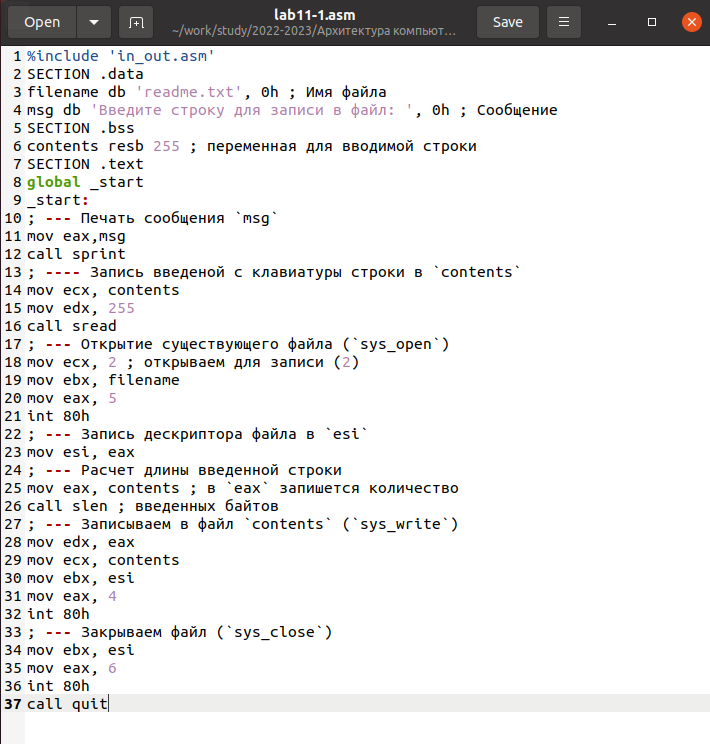 Open
lab11-1.asm
~/work/study/2022-2023/Архитектура компьют...
Save
1 %include 'in_out.asm'
2 SECTION .data
3 filename db 'readme.txt', 0h ; Имя файла
4 msg db 'Введите строку для записи в файл: ', 0h ; Сообщение
5 SECTION .bss
6 contents resb 255 ; переменная для вводимой строки
7 SECTION .text
8 global _start
9 _start:
10 ; --- Печать сообщения `msg`
11 mov eax,msg
12 call sprint
13 ; ---- Запись введеной с клавиатуры строки в `contents`
14 mov ecx, contents
15 mov edx, 255
16 call sread
17 ; --- Открытие существующего файла (`sys_open`)
18 mov ecx, 2 ; открываем для записи (2)
19 mov ebx, filename
20 mov eax, 5
21 int 80h
22 ; --- Запись дескриптора файла в `esi`
23 mov esi, eax
24 ; --- Расчет длины введенной строки
25 mov eax, contents ; в `eax` запишется количество
26 call slen ; введенных байтов
27 ; --- Записываем в файл `contents` (`sys_write`)
28 mov edx, eax
29 mov ecx, contents
30 mov ebx, esi
31 mov eax, 4
32 int 80h
33 ; --- Закрываем файл (`sys_close`)
34 mov ebx, esi
35 mov eax, 6
36 int 80h
37 call quit